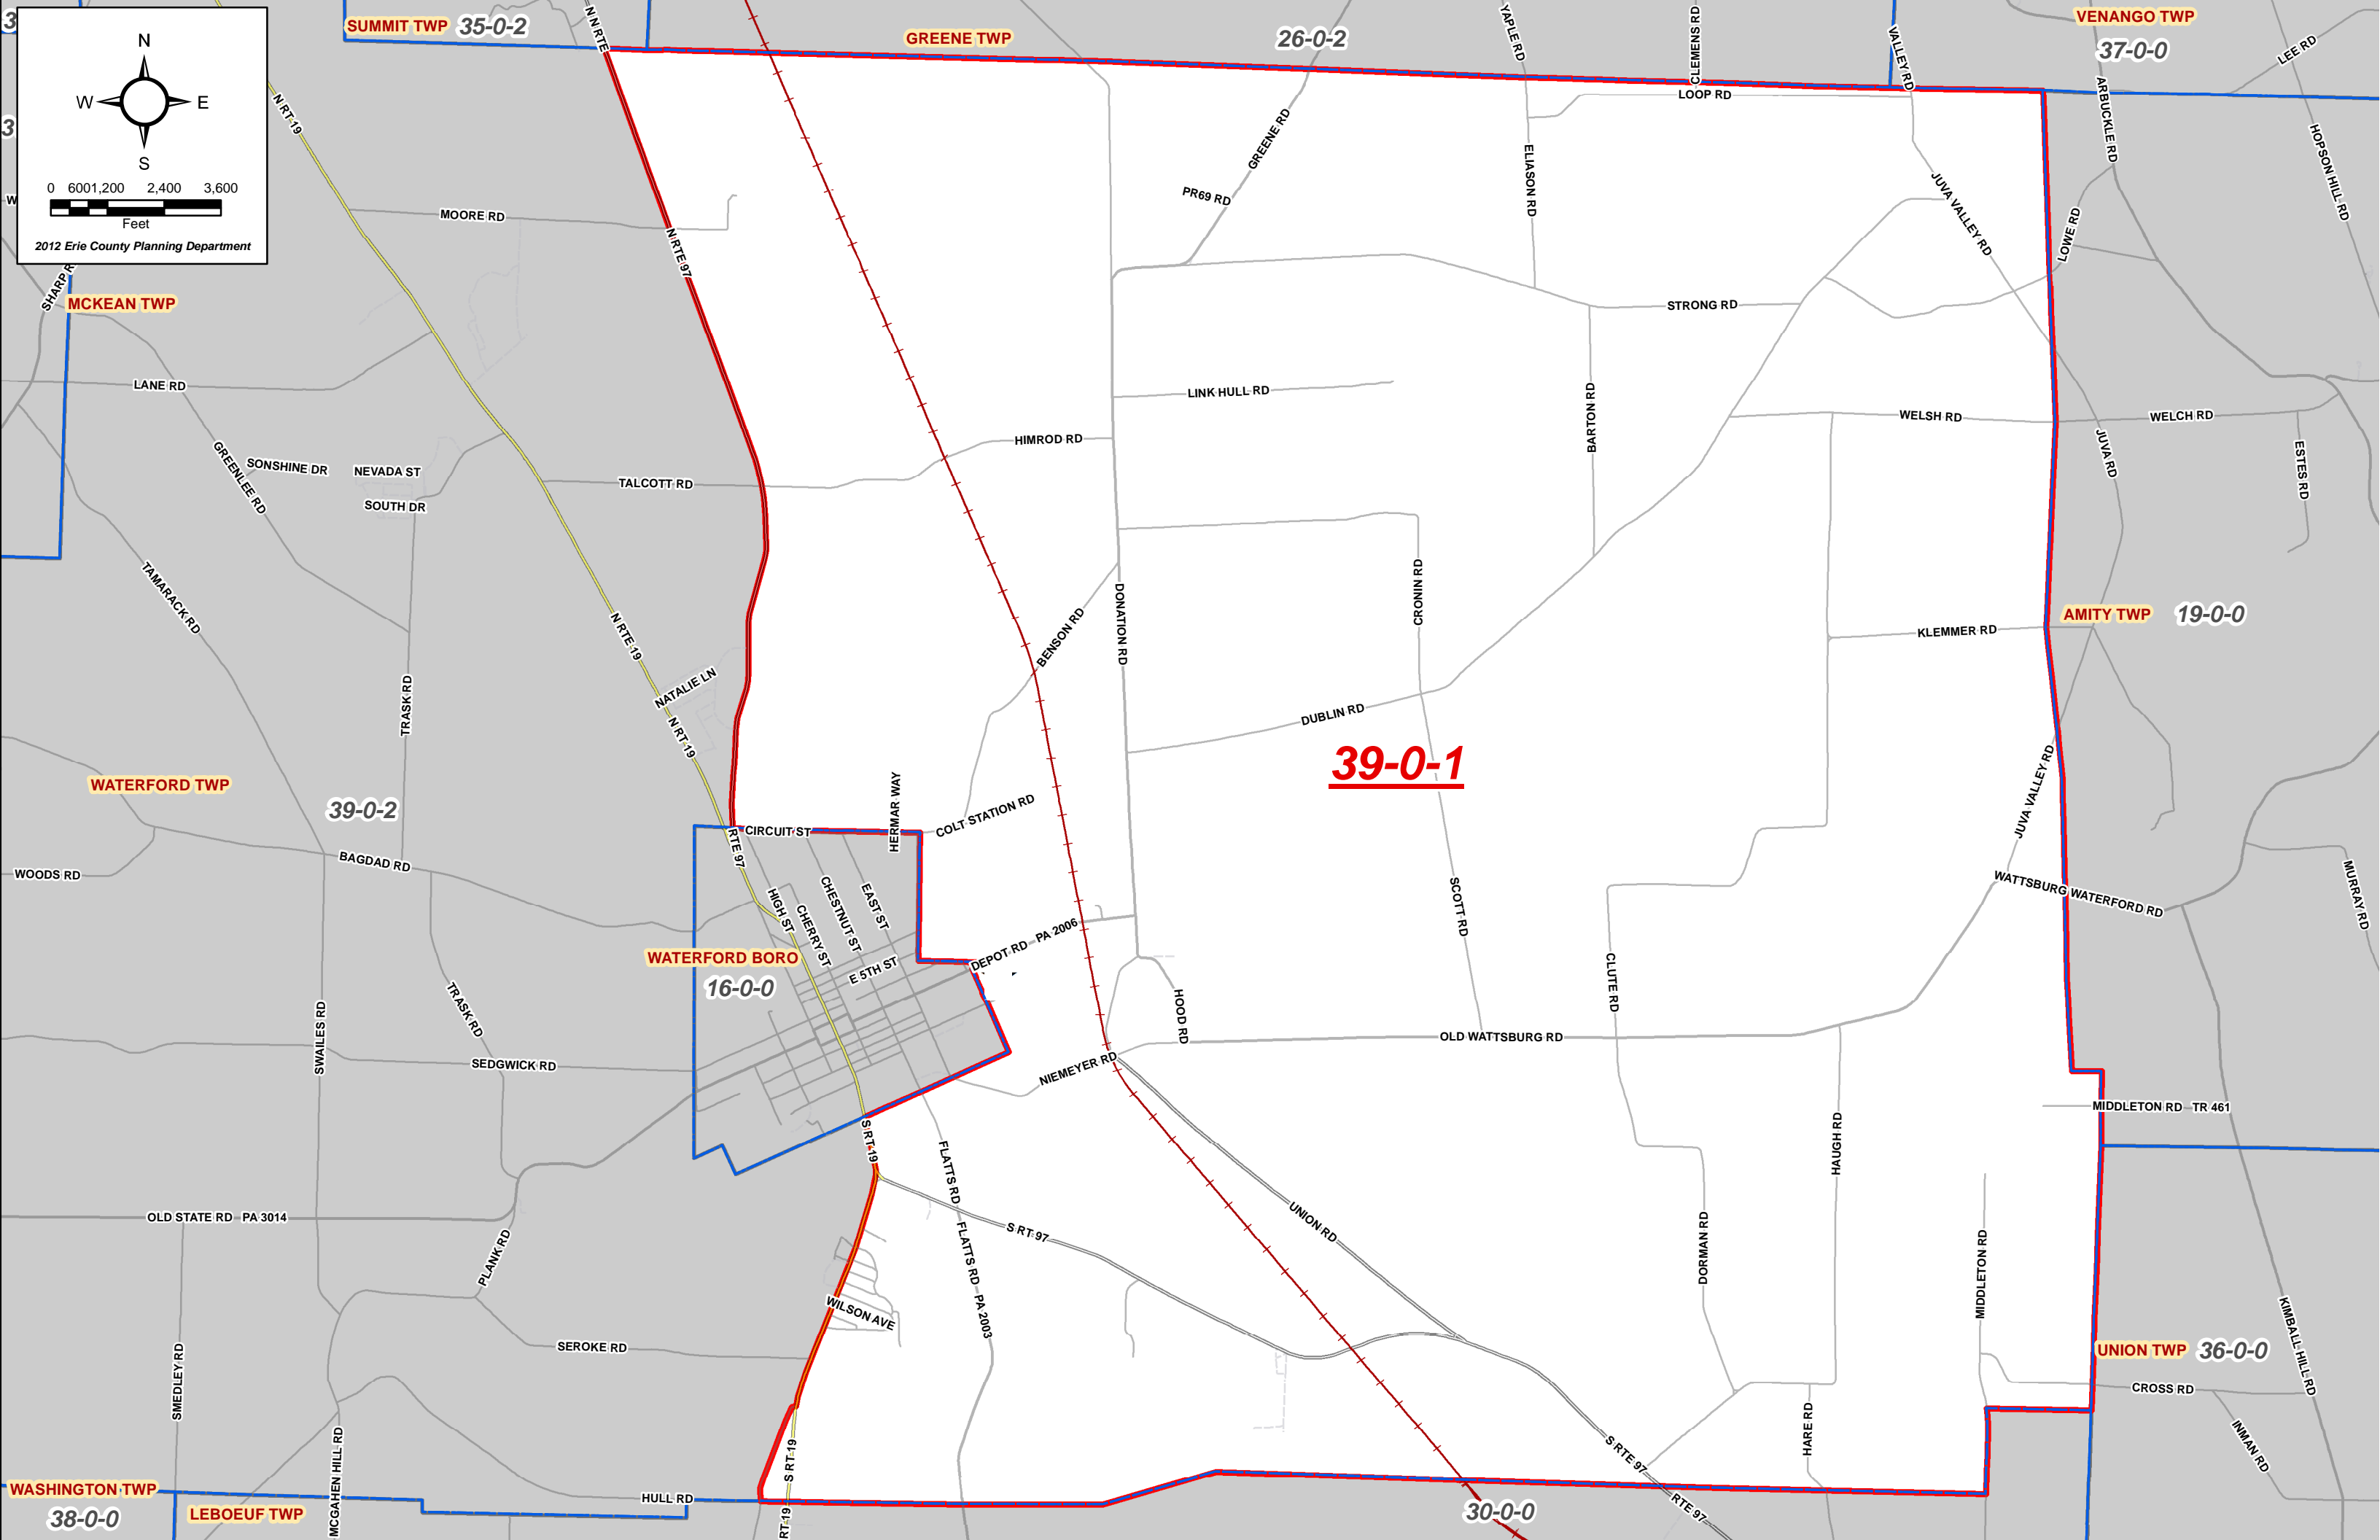 N
W
E
S
0 600 1,200 2,400 3,600
Feet
2012 Erie County Planning Department
SUMMIT TWP 35-0-2
N N RTE
GREENE TWP
26-0-2
YAPLE RD
CLEMENS RD
VALLEY RD
VENANGO TWP
37-0-0
LEE RD
ARBUCKLE RD
HOPSON HILL RD
LOOP RD
N RT 19
GREENE RD
PR69 RD
ELIASON RD
JUVA VALLEY RD
LOWE RD
MOORE RD
N RTE 97
SHARP R
MCKEAN TWP
STRONG RD
LANE RD
LINK HULL RD
BARTON RD
WELSH RD
WELCH RD
JUVA RD
ESTES RD
HIMROD RD
GREENLEE RD
SONSHINE DR
NEVADA ST
SOUTH DR
TALCOTT RD
TAMARACK RD
N RTE 19
BENSON RD
DONATION RD
CRONIN RD
KLEMMER RD
AMITY TWP 19-0-0
TRASK RD
NATALIE LN
N RT 19
DUBLIN RD
39-0-1
WATERFORD TWP
39-0-2
JUVA VALLEY RD
HERMAR WAY
COLT STATION RD
CIRCUIT ST
RTE 97
BAGDAD RD
WOODS RD
WATTSBURG WATERFORD RD
MURRAY RD
HIGH ST
CHERRY ST
CHESTNUT ST
EAST ST
SCOTT RD
DEPOT RD PA 2006
WATERFORD BORO
16-0-0
E 5TH ST
CLUTE RD
TRASK RD
SWAILES RD
HOOD RD
OLD WATTSBURG RD
SEDGWICK RD
NIEMEYER RD
MIDDLETON RD TR 461
HAUGH RD
S RT 19
FLATTS RD
OLD STATE RD PA 3014
PLANK RD
S RT 97
UNION RD
DORMAN RD
MIDDLETON RD
FLATTS RD PA 2003
WILSON AVE
SEROKE RD
SMEDLEY RD
UNION TWP 36-0-0
KIMBALL HILL RD
CROSS RD
HARE RD
INMAN RD
MCGAHEN HILL RD
S RT 19
S RTE 97
WASHINGTON TWP
38-0-0
LEBOEUF TWP
HULL RD
RT 19
30-0-0
RTE 97